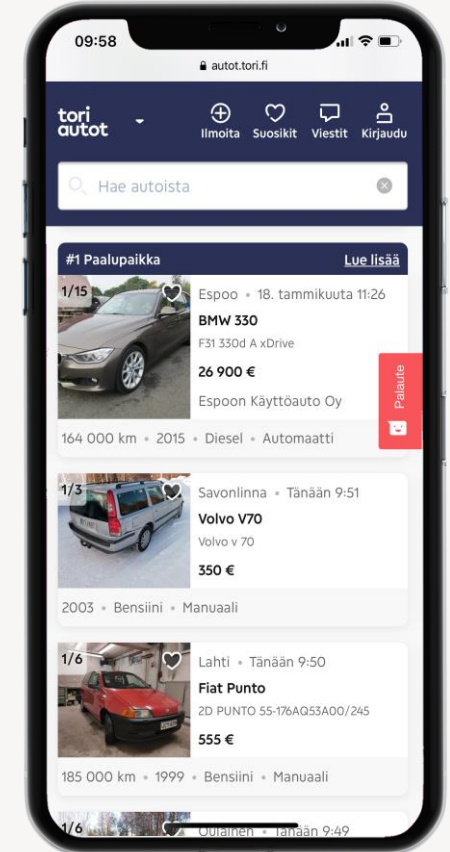 09:58
autot.tori.fi
tori
autot
Ilmoita Suosikit Viestit Kirjaudu
Hae autoista
#1 Paalupaikka Lue lisää
1/15
Espoo • 18. tammikuuta 11:26
BMW 330
F31 330d A xDrive
26 900 €
Espoon Käyttöauto Oy
Palaute
164 000 km • 2015 • Diesel • Automaatti
1/3
Savonlinna • Tänään 9:51
Volvo V70
Volvo v 70
350 €
2003 • Bensiini • Manuaali
1/6
Lahti • Tänään 9:50
Fiat Punto
2D PUNTO 55-176AQ53A00/245
555 €
185 000 km • 1999 • Bensiini • Manuaali
1/6
Oulainen • Tänään 9:49